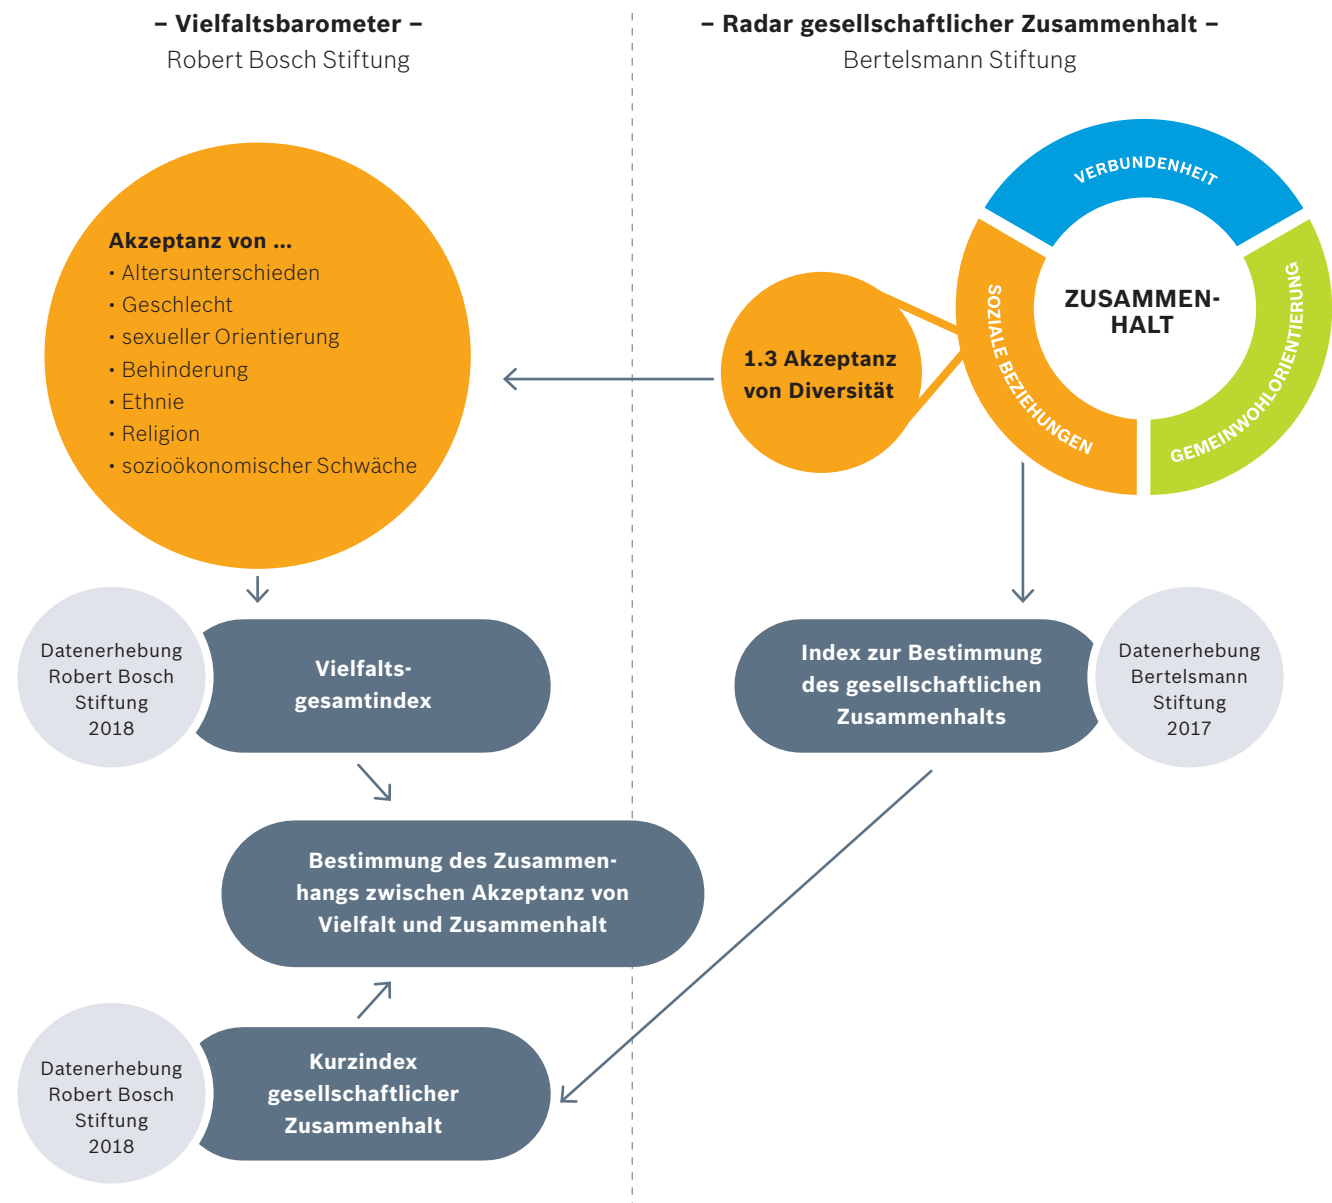 – Vielfaltsbarometer –
Robert Bosch Stiftung
– Radar gesellschaftlicher Zusammenhalt –
Bertelsmann Stiftung
Akzeptanz von ...
• Altersunterschieden
• Geschlecht
• sexueller Orientierung
• Behinderung
• Ethnie
• Religion
• sozioökonomischer Schwäche
1.3 Akzeptanz
von Diversität
VERBUNDENHEIT
SOZIALE BEZIEHUNGEN
GEMEINWOHLORIENTIERUNG
ZUSAMMEN-
HALT
Datenerhebung
Robert Bosch
Stiftung
2018
Vielfalts-
gesamtindex
Index zur Bestimmung
des gesellschaftlichen
Zusammenhalts
Datenerhebung
Bertelsmann
Stiftung
2017
Bestimmung des Zusammen-
hangs zwischen Akzeptanz von
Vielfalt und Zusammenhalt
Datenerhebung
Robert Bosch
Stiftung
2018
Kurzindex
gesellschaftlicher
Zusammenhalt